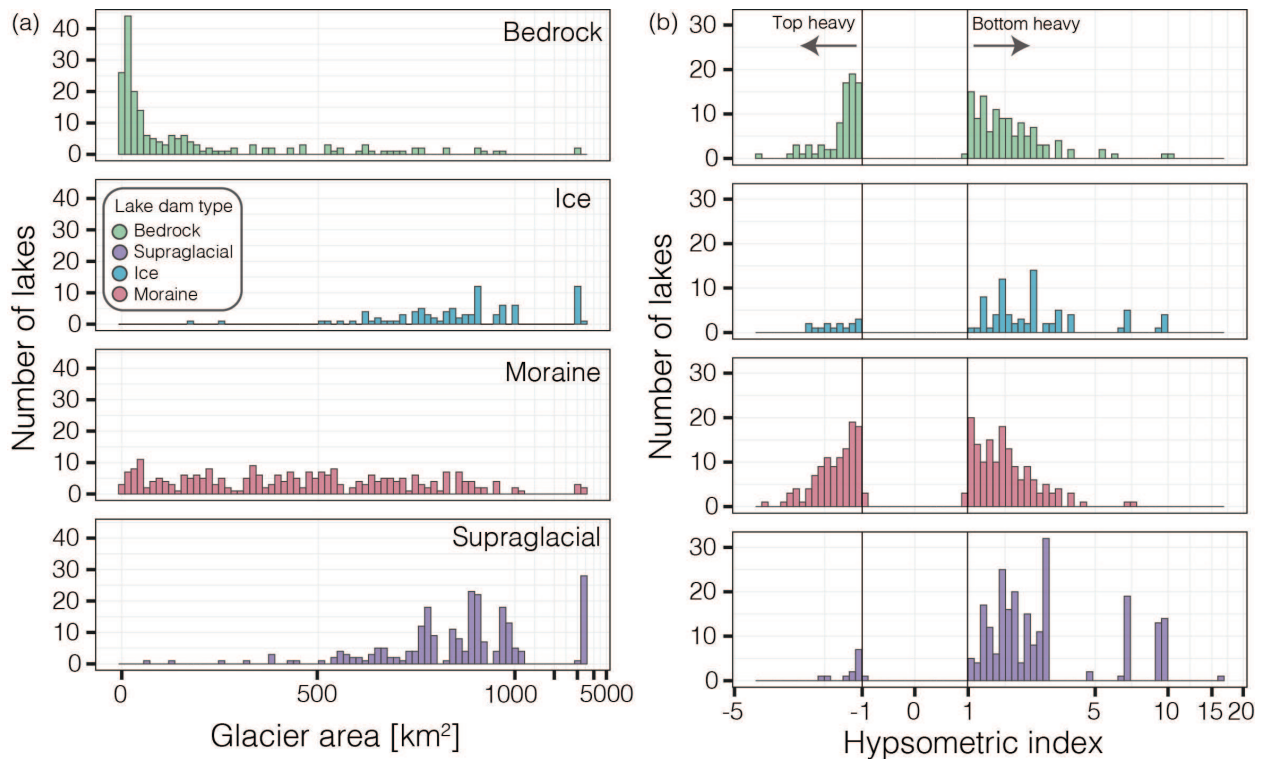 (a)
Number of lakes
40
30
20
10
0
Bedrock
40
30
20
10
0
Ice
Lake dam type
Bedrock
Supraglacial
Ice
Moraine
40
30
20
10
0
Moraine
40
30
20
10
0
Supraglacial
0 500 1000 5000
Glacier area [km²]
(b)
Number of lakes
Top heavy
Bottom heavy
30
20
10
0
30
20
10
0
30
20
10
0
30
20
10
0
-5 -1 0 1 5 10 15 20
Hypsometric index